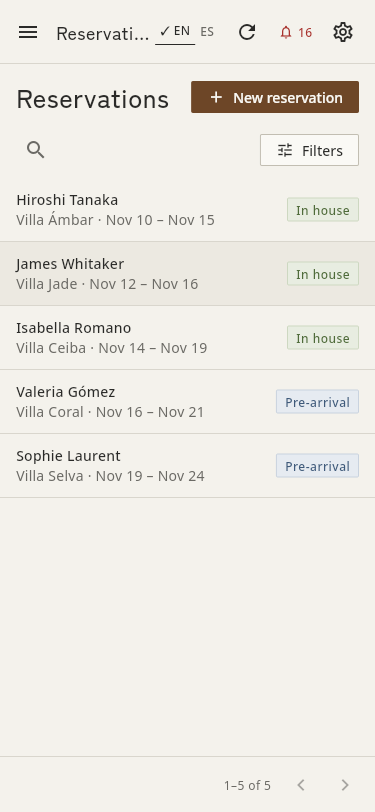 Reservati... ✓ EN ES 16
Reservations
+ New reservation
Filters
Hiroshi Tanaka
Villa Ámbar · Nov 10 – Nov 15
In house
James Whitaker
Villa Jade · Nov 12 – Nov 16
In house
Isabella Romano
Villa Ceiba · Nov 14 – Nov 19
In house
Valeria Gómez
Villa Coral · Nov 16 – Nov 21
Pre-arrival
Sophie Laurent
Villa Selva · Nov 19 – Nov 24
Pre-arrival
1–5 of 5